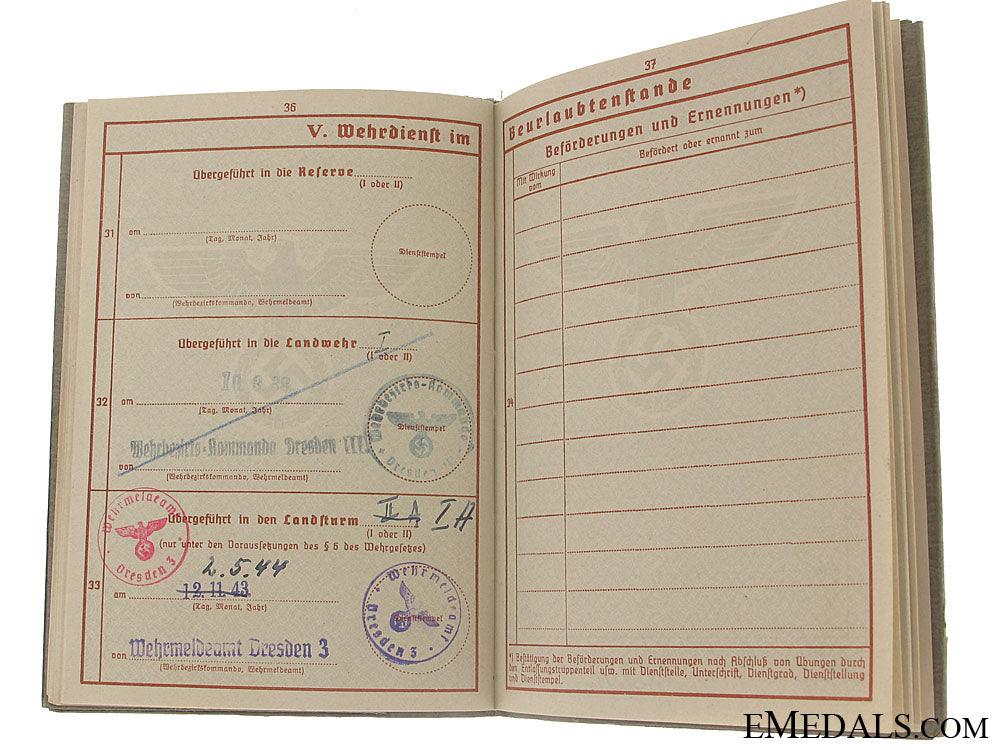 36
V. Wehrdienst im
Übergeführt in die Reserve
(I oder II)
31
am
(Tag, Monat, Jahr)
Dienststempel
von
(Wehrbezirkskommando, Wehrmeldeamt)
Übergeführt in die Landwehr I
(I oder II)
32
(Tag, Monat, Jahr)
Wehrbezirks-Kommando
Dienststempel
Dresden
Wehrbezirks-Kommando Dresden III
von
(Wehrbezirkskommando, Wehrmeldeamt)
Wehrmeldeamt
Dresden 3
Übergeführt in den Landsturm II A I A
(I oder II)
(nur unter den Voraussetzungen des § 6 des Wehrgesetzes)
33
2.5.44
am 12.11.43
(Tag, Monat, Jahr)
Wehrmeldeamt
Dienststempel
Dresden 3
von Wehrmeldeamt Dresden 3
(Wehrbezirkskommando, Wehrmeldeamt)
37
Beurlaubtenstande
Beförderungen und Ernennungen*)
Mit Wirkung vom
Befördert oder ernannt zum
34
*) Bestätigung der Beförderungen und Ernennungen nach Abschluß von Übungen durch
den Entlassungstruppenteil usw. mit Dienststelle, Unterschrift, Dienstgrad, Dienststellung
und Dienststempel.
EMEDALS.COM